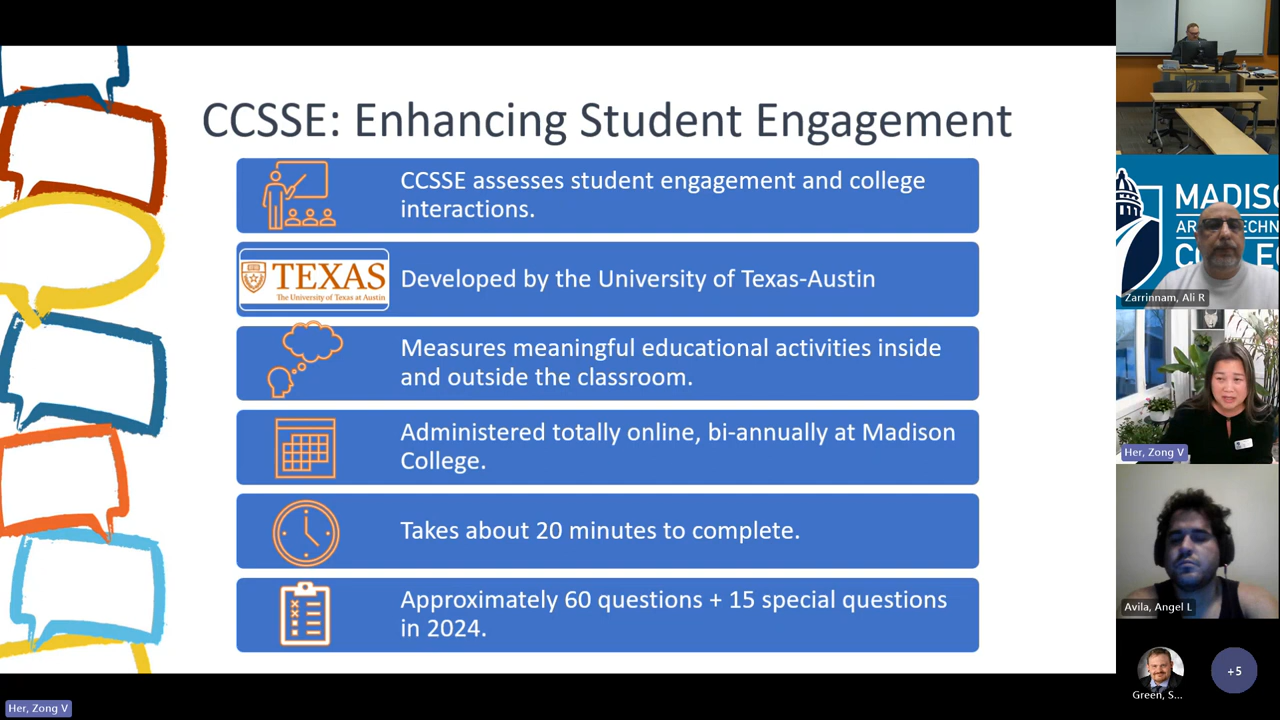 CCSSE: Enhancing Student Engagement
CCSSE assesses student engagement and college
interactions.
TEXAS
The University of Texas at Austin
Developed by the University of Texas-Austin
Measures meaningful educational activities inside
and outside the classroom.
Administered totally online, bi-annually at Madison
College.
Takes about 20 minutes to complete.
Approximately 60 questions + 15 special questions
in 2024.
Her, Zong V
MADISO
Zarrinnam, Ali R
Her, Zong V
Avila, Angel L
Green, S...
+5